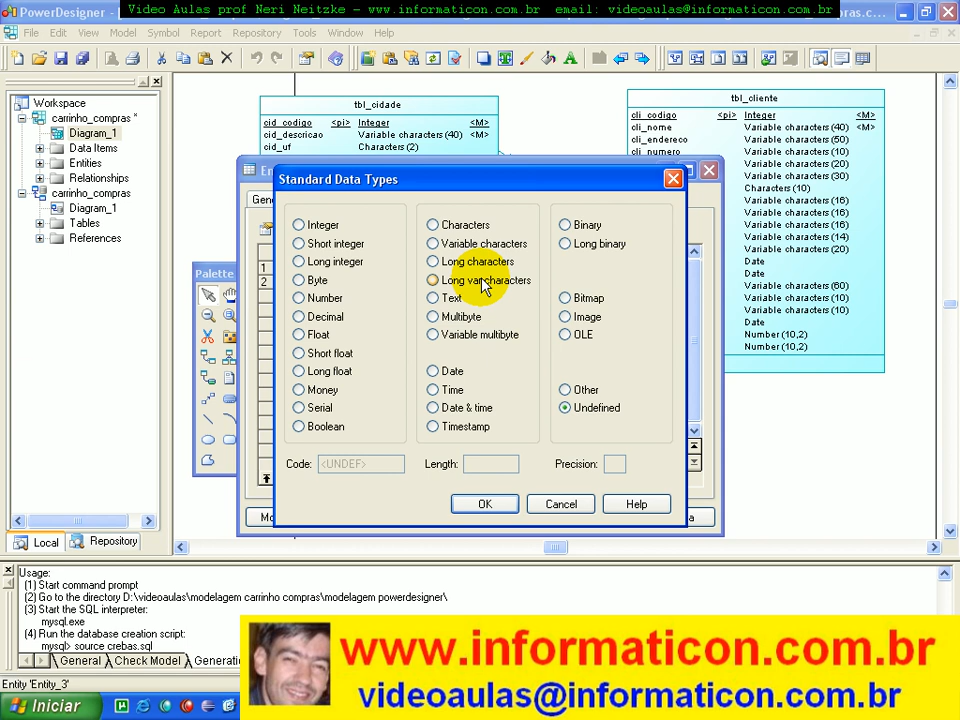 Video Aulas prof Neri Neitzke - www.informaticon.com.br email: videoaulas@informaticon.com.br
PowerDesigner
File Edit View Model Symbol Report Repository Tools Window Help
Workspace
carrinho_compras *
Diagram_1
Data Items
Entities
Relationships
carrinho_compras
Diagram_1
Tables
References
Local
Repository
Palette
tbl_cidade
cid_codigo <pi> Integer <M>
cid_descricao Variable characters (40) <M>
cid_uf Characters (2)
tbl_cliente
cli_codigo <pi> Integer <M>
cli_nome Variable characters (40) <M>
cli_endereco Variable characters (50)
cli_numero Variable characters (10)
Variable characters (20)
Variable characters (30)
Characters (10)
Variable characters (16)
Variable characters (16)
Variable characters (16)
Variable characters (14)
Variable characters (20)
Date
Date
Variable characters (60)
Variable characters (10)
Variable characters (10)
Date
Number (10,2)
Number (10,2)
1
2
Standard Data Types
Integer
Short integer
Long integer
Byte
Number
Decimal
Float
Short float
Long float
Money
Serial
Boolean
Characters
Variable characters
Long characters
Long var characters
Text
Multibyte
Variable multibyte
Date
Time
Date & time
Timestamp
Binary
Long binary
Bitmap
Image
OLE
Other
Undefined
Code: <UNDEF> Length: Precision:
OK Cancel Help
Usage:
(1) Start command prompt
(2) Go to the directory D:\videoaulas\modelagem carrinho compras\modelagem powerdesigner\
(3) Start the SQL interpreter:
mysql.exe
(4) Run the database creation script:
mysql> source crebas.sql
General Check Model
Entity 'Entity_3'
Iniciar
www.informaticon.com.br
videoaulas@informaticon.com.br